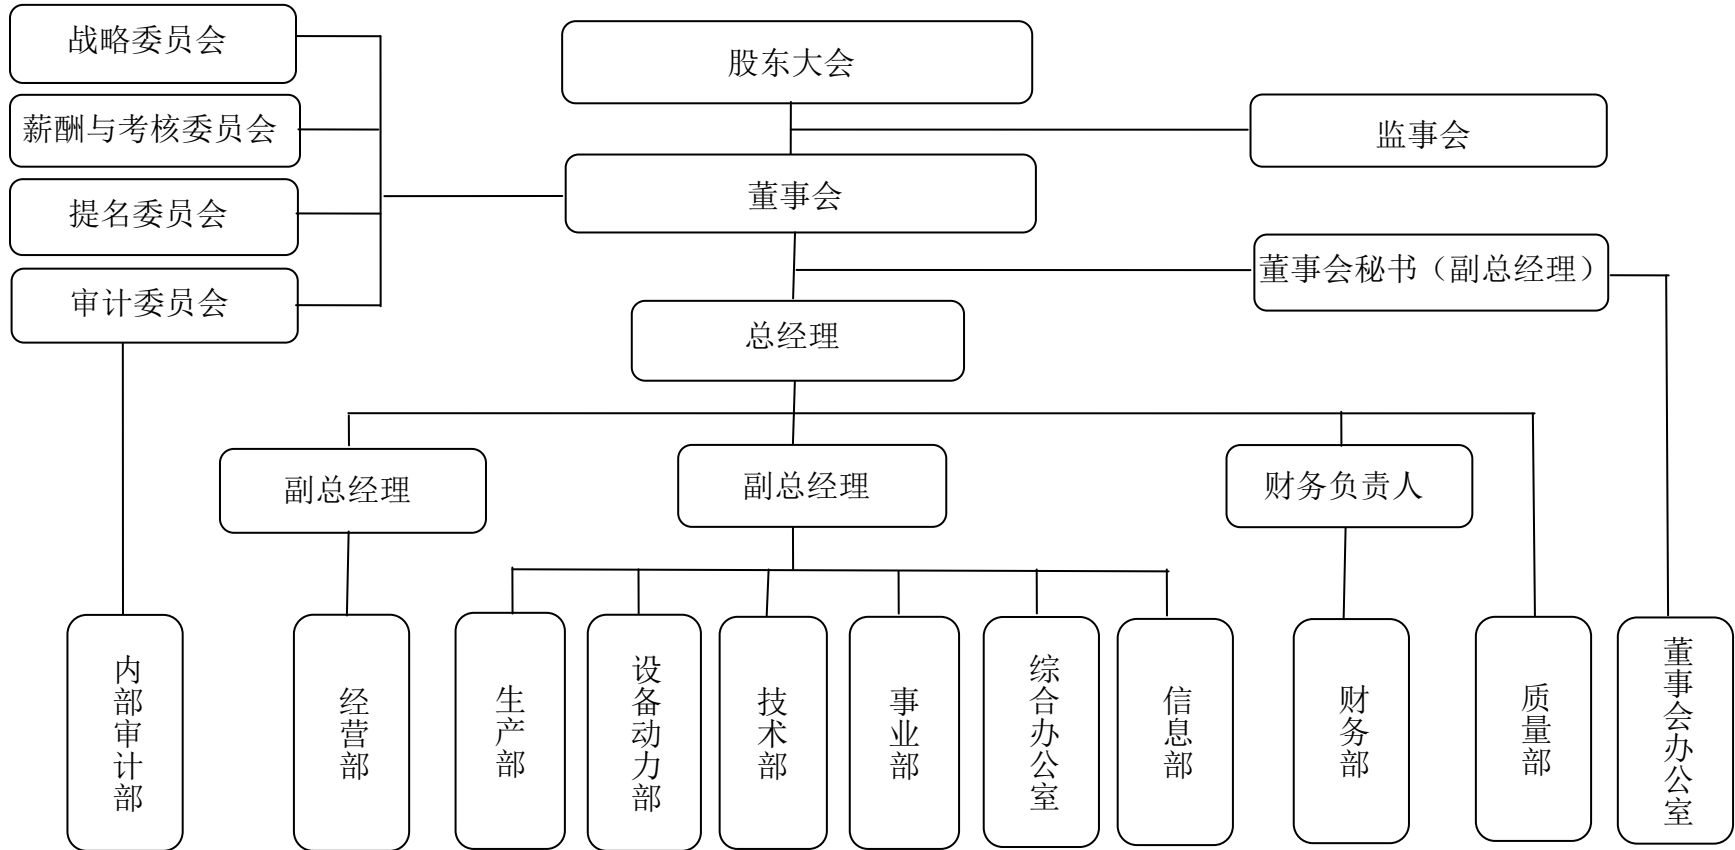 战略委员会
股东大会
薪酬与考核委员会
监事会
董事会
提名委员会
董事会秘书（副总经理）
审计委员会
总经理
副总经理
副总经理
财务负责人
内部审计部
经营部
生产部
设备动力部
技术部
事业部
综合办公室
信息部
财务部
质量部
董事会办公室